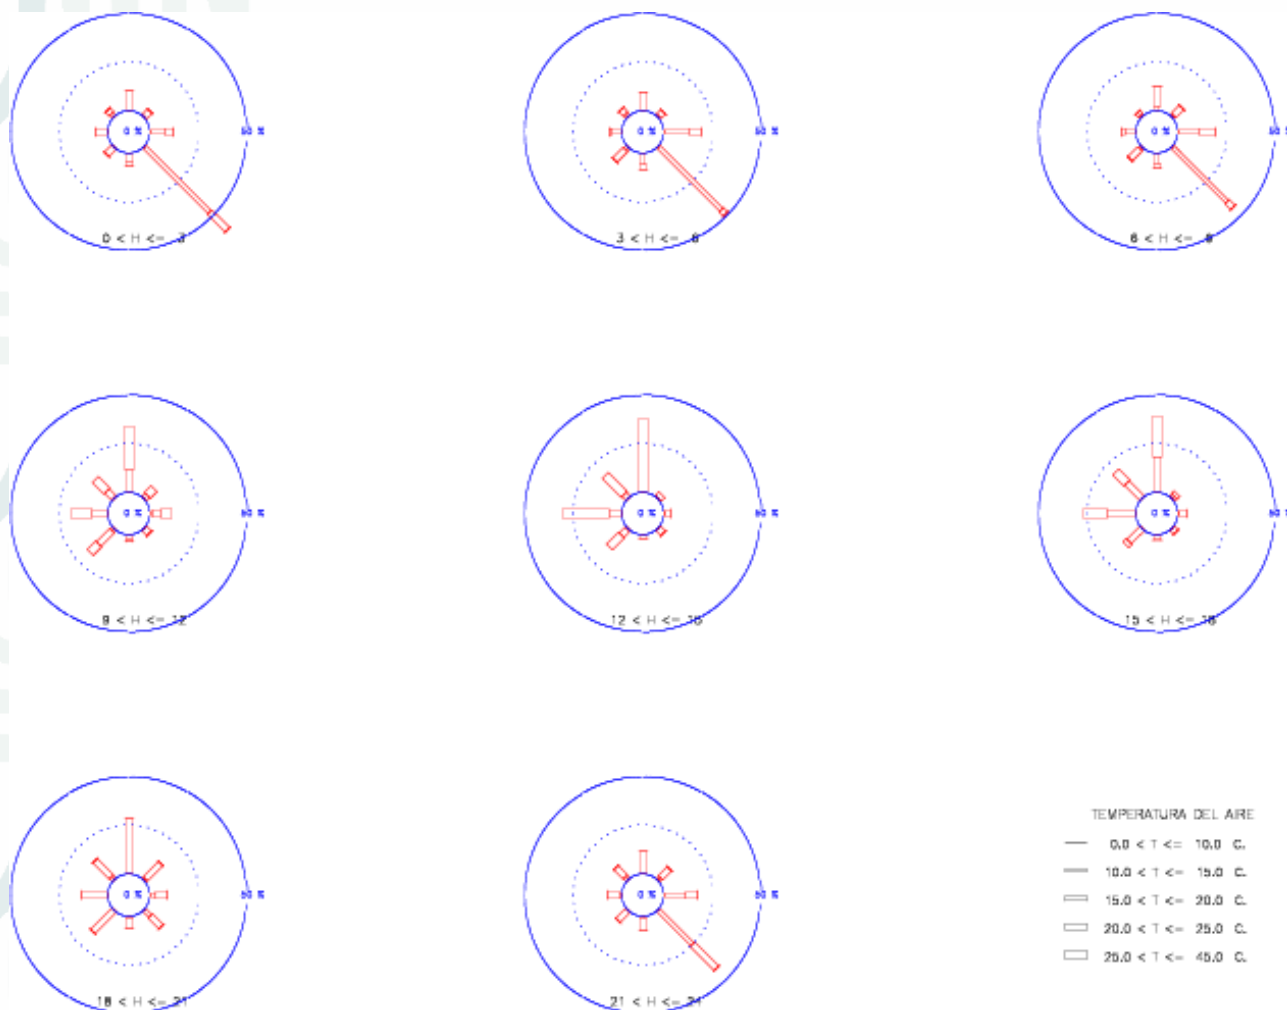 0 % 50 %
0 < H <= 3
0 % 50 %
3 < H <= 6
0 % 50
6 < H <= 9
0 % 50 %
9 < H <= 12
0 % 50 %
12 < H <= 15
0 % 50
15 < H <= 18
0 % 50 %
18 < H <= 21
0 % 50 %
21 < H <= 24
TEMPERATURA DEL AIRE
0.0 < T <= 10.0 C.
10.0 < T <= 15.0 C.
15.0 < T <= 20.0 C.
20.0 < T <= 25.0 C.
25.0 < T <= 45.0 C.